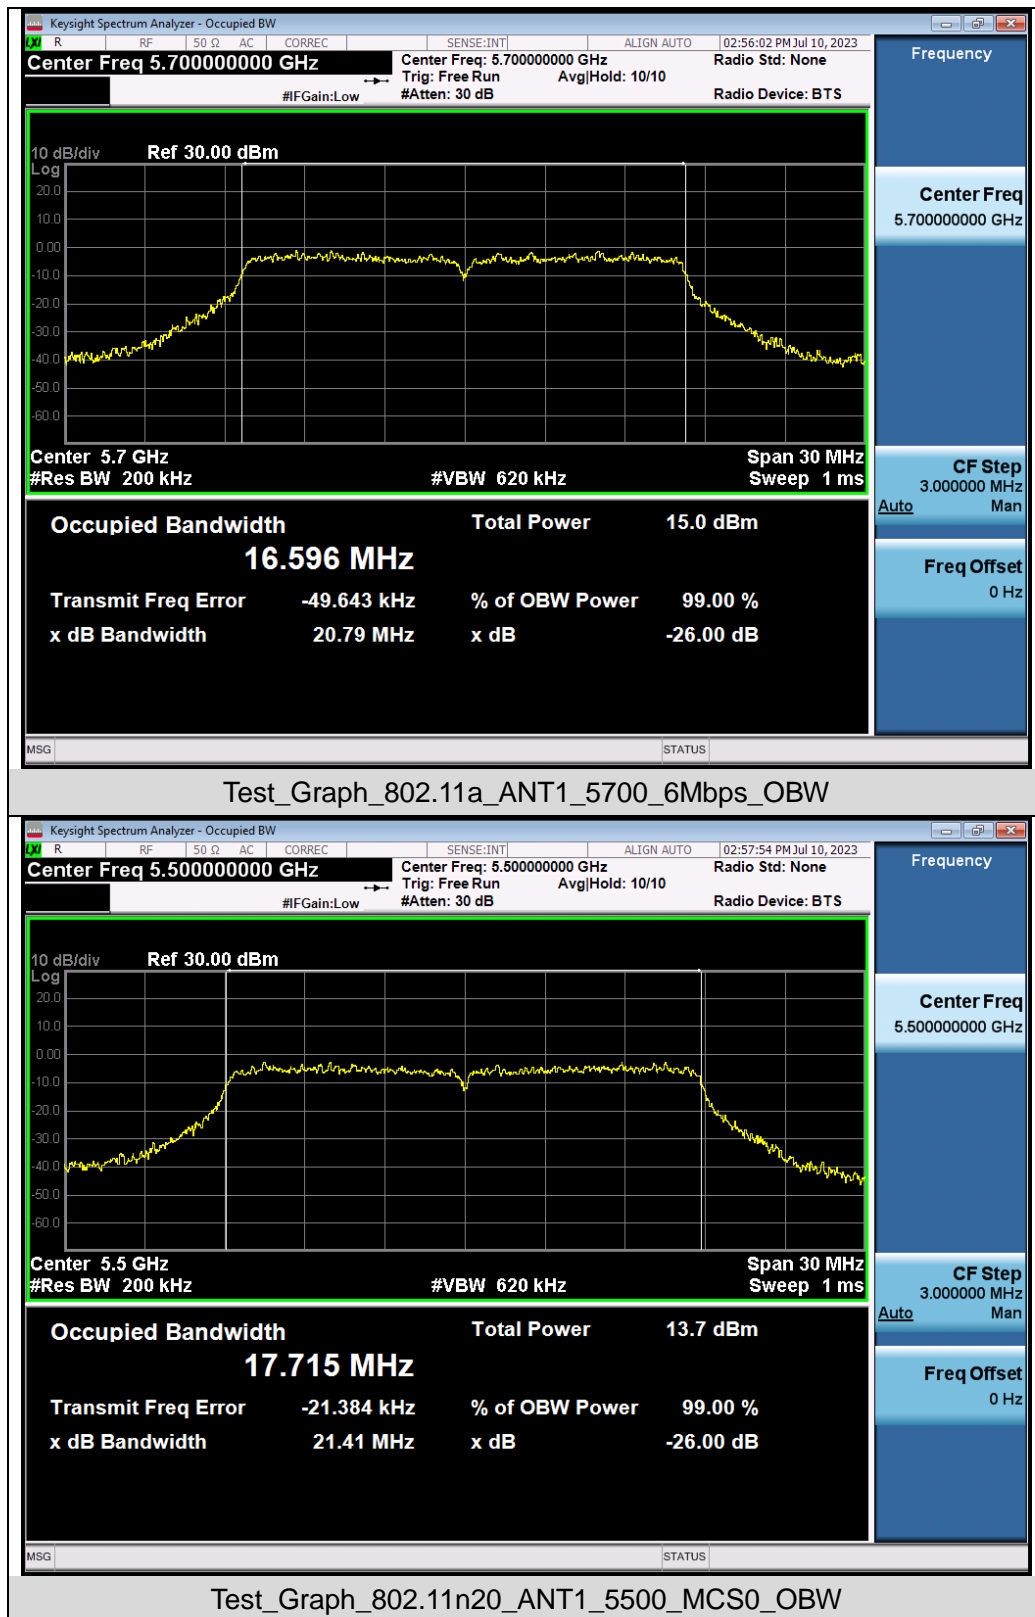 Keysight Spectrum Analyzer - Occupied BW
LXI R RF 50 Ω AC CORREC SENSE:INT ALIGN AUTO 02:56:02 PM Jul 10, 2023
Center Freq 5.700000000 GHz
Center Freq: 5.700000000 GHz
Radio Std: None
Trig: Free Run Avg|Hold: 10/10
#IFGain:Low
#Atten: 30 dB
Radio Device: BTS
10 dB/div Ref 30.00 dBm
Log
20.0
10.0
0.00
-10.0
-20.0
-30.0
-40.0
-50.0
-60.0
Center 5.7 GHz Span 30 MHz
#Res BW 200 kHz #VBW 620 kHz Sweep 1 ms
Occupied Bandwidth Total Power 15.0 dBm
16.596 MHz
Transmit Freq Error -49.643 kHz % of OBW Power 99.00 %
x dB Bandwidth 20.79 MHz x dB -26.00 dB
MSG STATUS
Frequency
Center Freq
5.700000000 GHz
CF Step
3.000000 MHz
Auto Man
Freq Offset
0 Hz
Test_Graph_802.11a_ANT1_5700_6Mbps_OBW
Keysight Spectrum Analyzer - Occupied BW
LXI R RF 50 Ω AC CORREC SENSE:INT ALIGN AUTO 02:57:54 PM Jul 10, 2023
Center Freq 5.500000000 GHz
Center Freq: 5.500000000 GHz
Radio Std: None
Trig: Free Run Avg|Hold: 10/10
#IFGain:Low
#Atten: 30 dB
Radio Device: BTS
10 dB/div Ref 30.00 dBm
Log
20.0
10.0
0.00
-10.0
-20.0
-30.0
-40.0
-50.0
-60.0
Center 5.5 GHz Span 30 MHz
#Res BW 200 kHz #VBW 620 kHz Sweep 1 ms
Occupied Bandwidth Total Power 13.7 dBm
17.715 MHz
Transmit Freq Error -21.384 kHz % of OBW Power 99.00 %
x dB Bandwidth 21.41 MHz x dB -26.00 dB
MSG STATUS
Frequency
Center Freq
5.500000000 GHz
CF Step
3.000000 MHz
Auto Man
Freq Offset
0 Hz
Test_Graph_802.11n20_ANT1_5500_MCS0_OBW